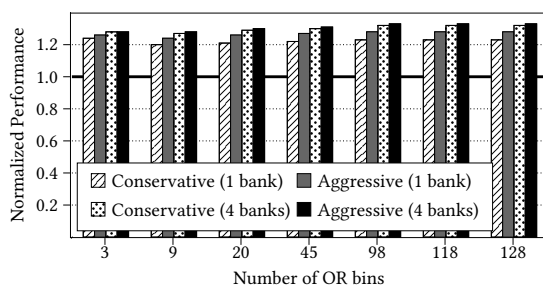 Normalized Performance
1.2
1.0
0.8
0.6
0.4
0.2
Conservative (1 bank) Aggressive (1 bank)
Conservative (4 banks) Aggressive (4 banks)
3 9 20 45 98 118 128
Number of OR bins